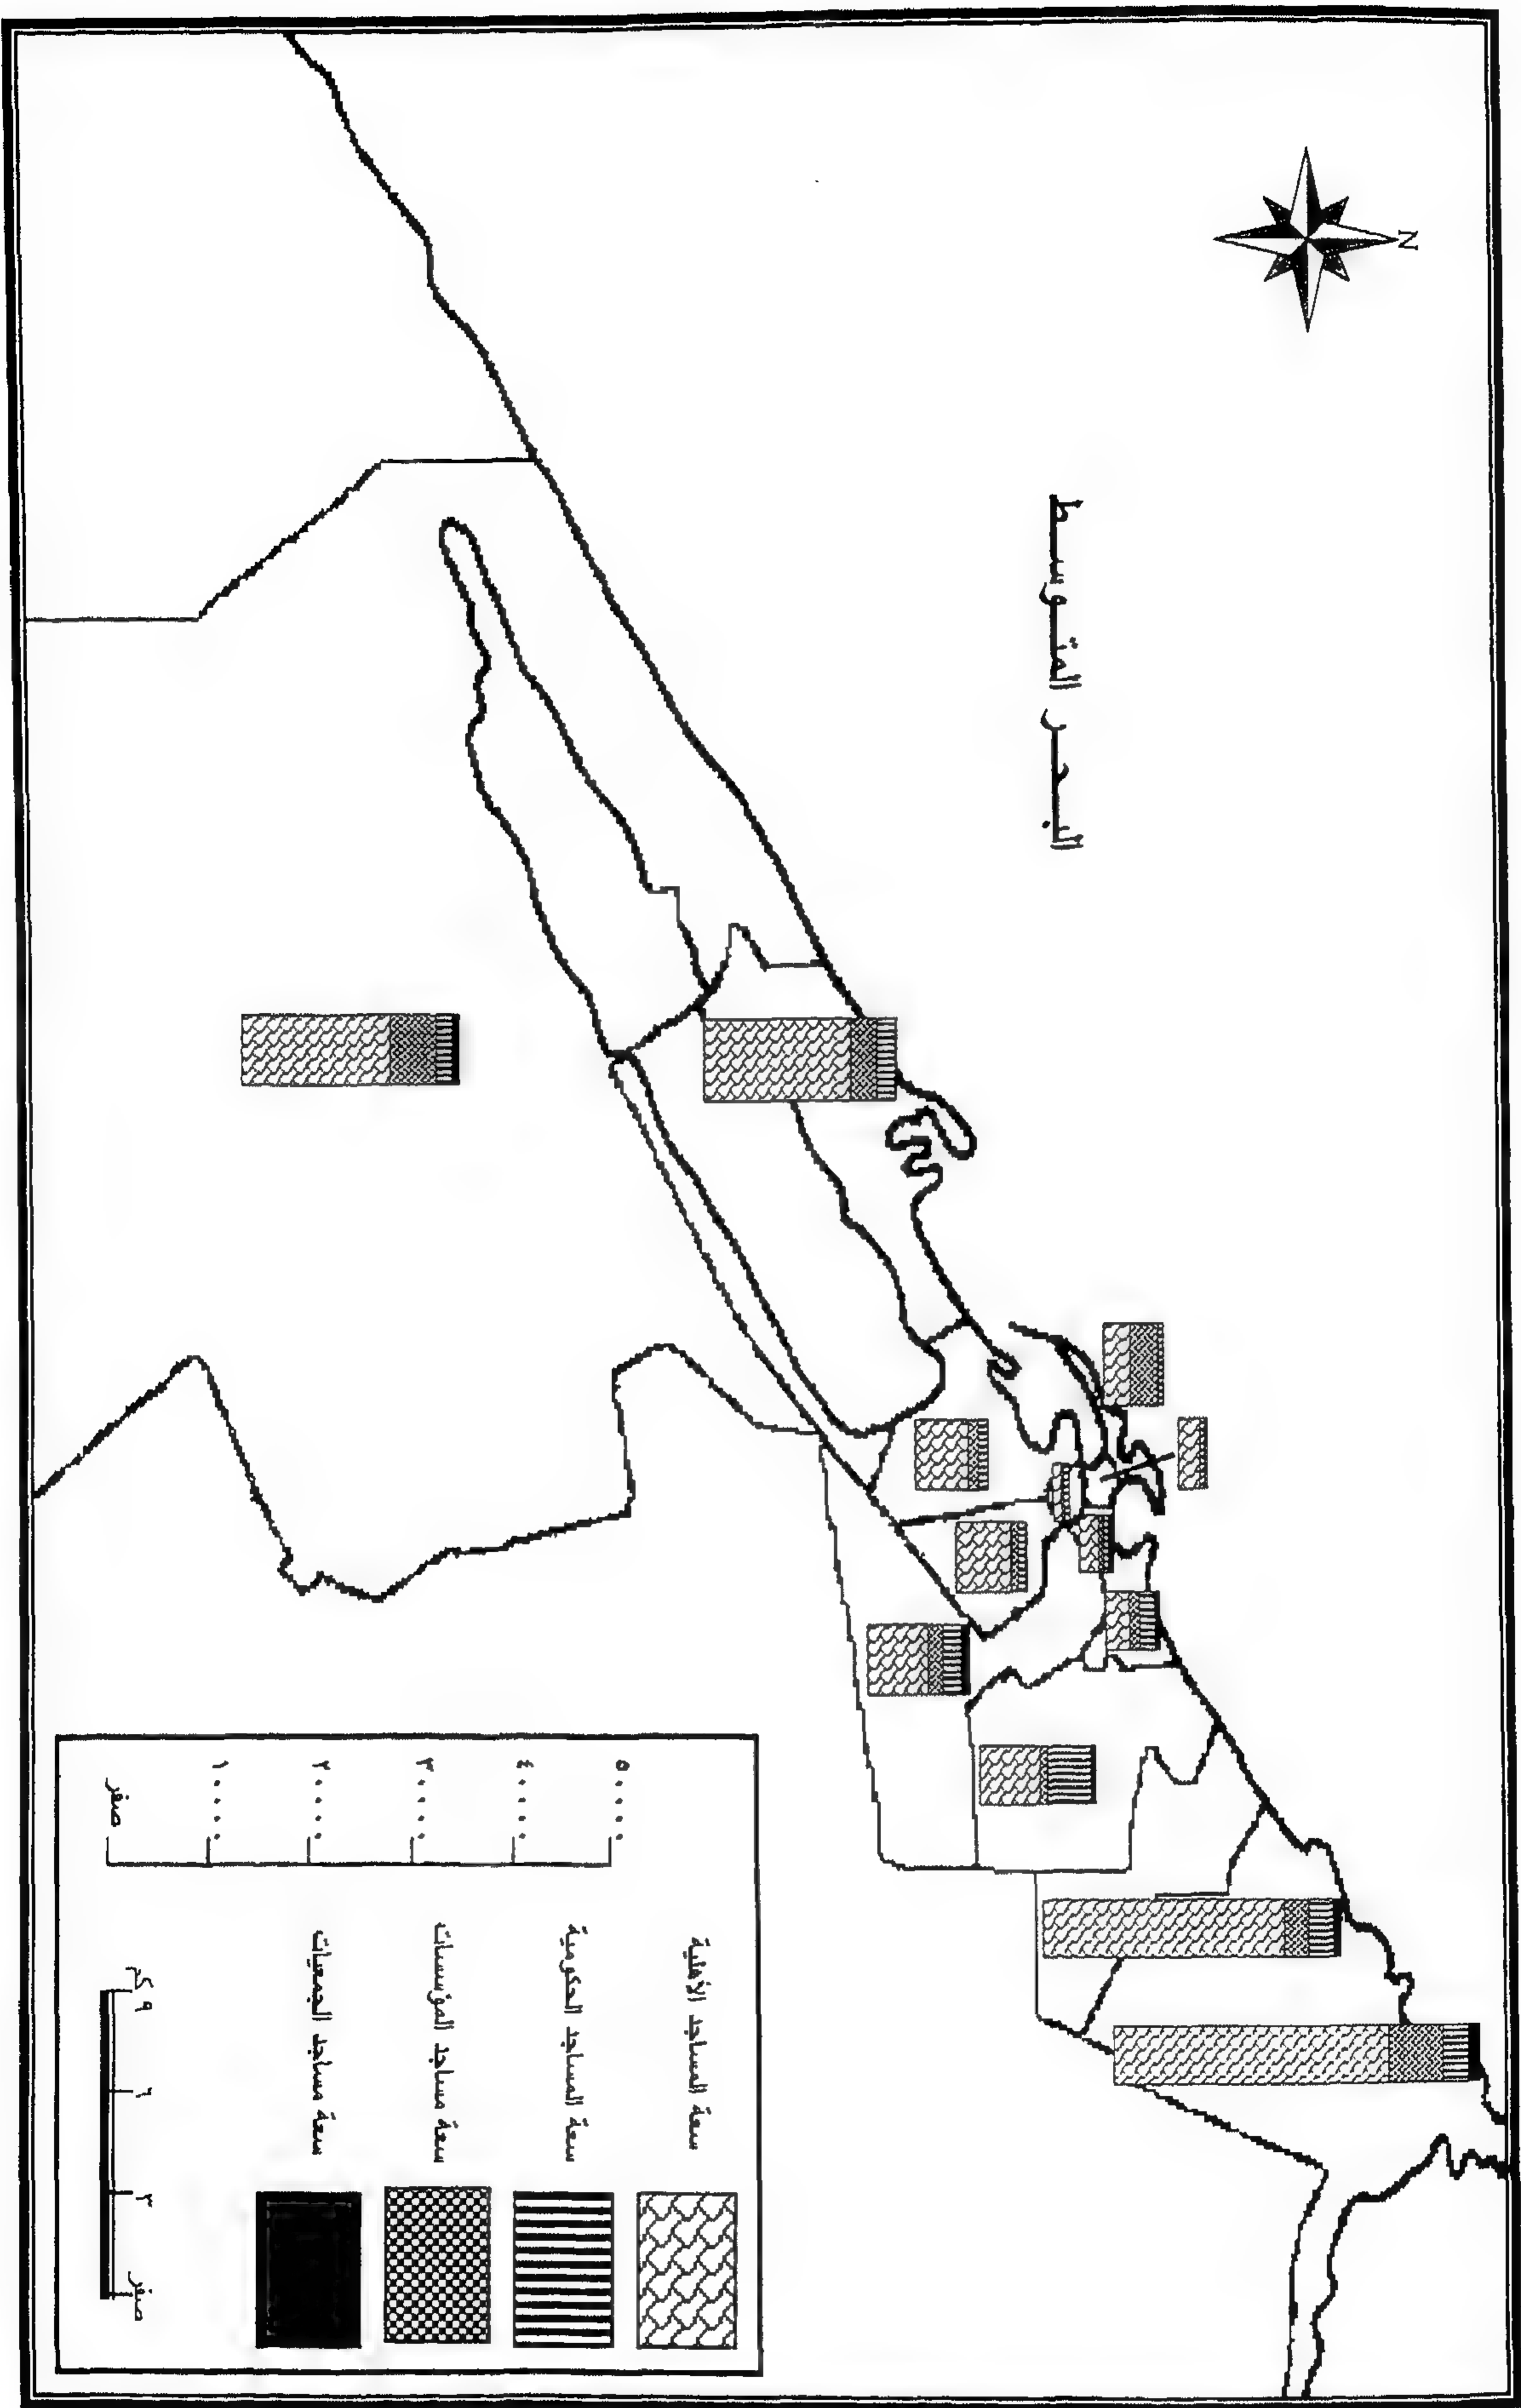 N
البحر المتوسط
سعة المساجد الأهلية
سعة المساجد الحكومية
سعة مساجد المؤسسات
سعة مساجد الجمعيات
٥٠٠٠٠
٤٠٠٠٠
٣٠٠٠٠
٢٠٠٠٠
١٠٠٠٠
صفر
٩ كم
٦
٣
صفر